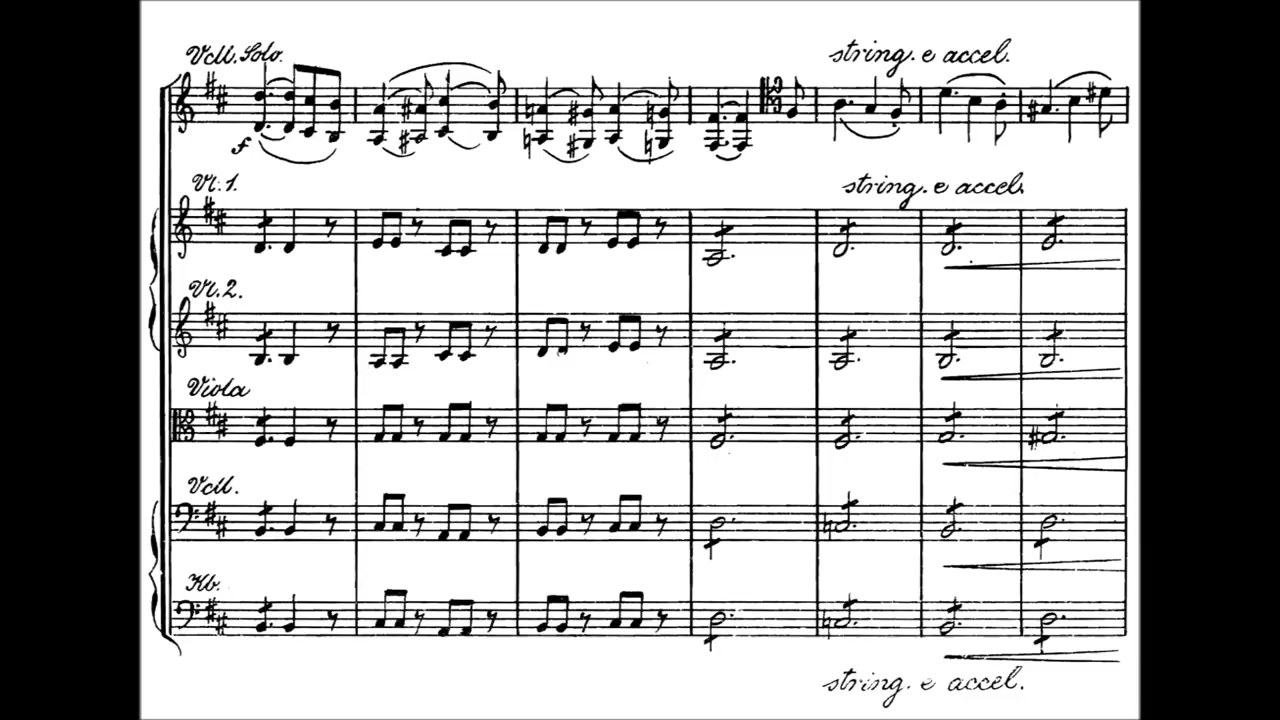 Vcll. Solo.
string. e accel.
f
Vl. 1.
string. e accel.
Vl. 2.
Viola
Vcll.
Kb.
string. e accel.